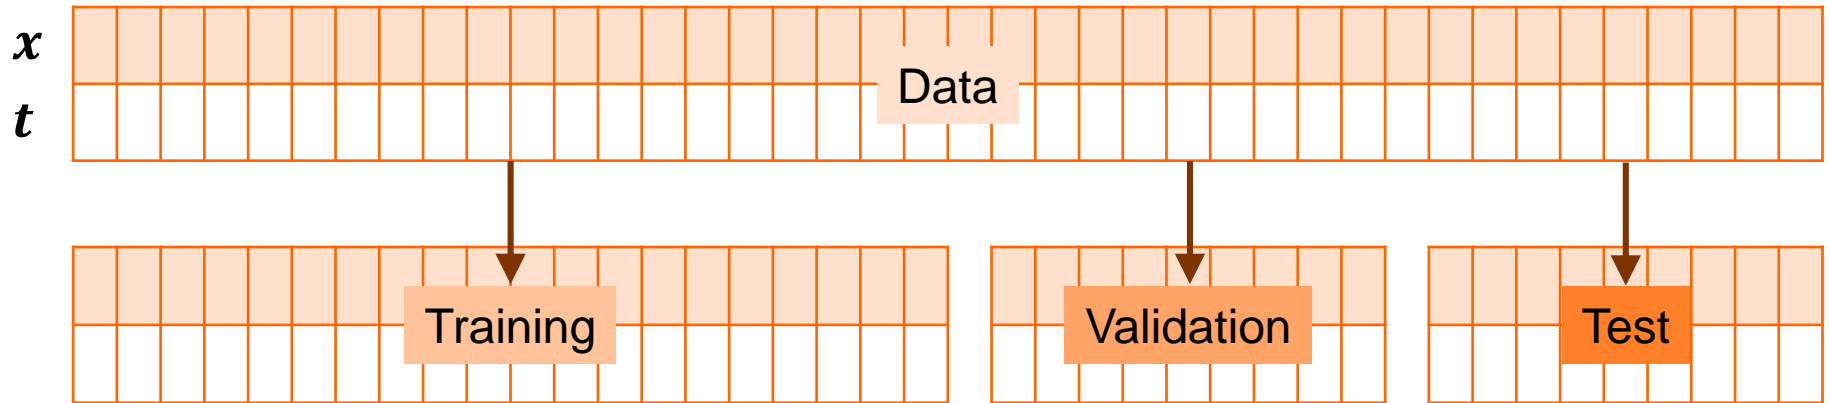 x
Data
t
Training
Validation
Test